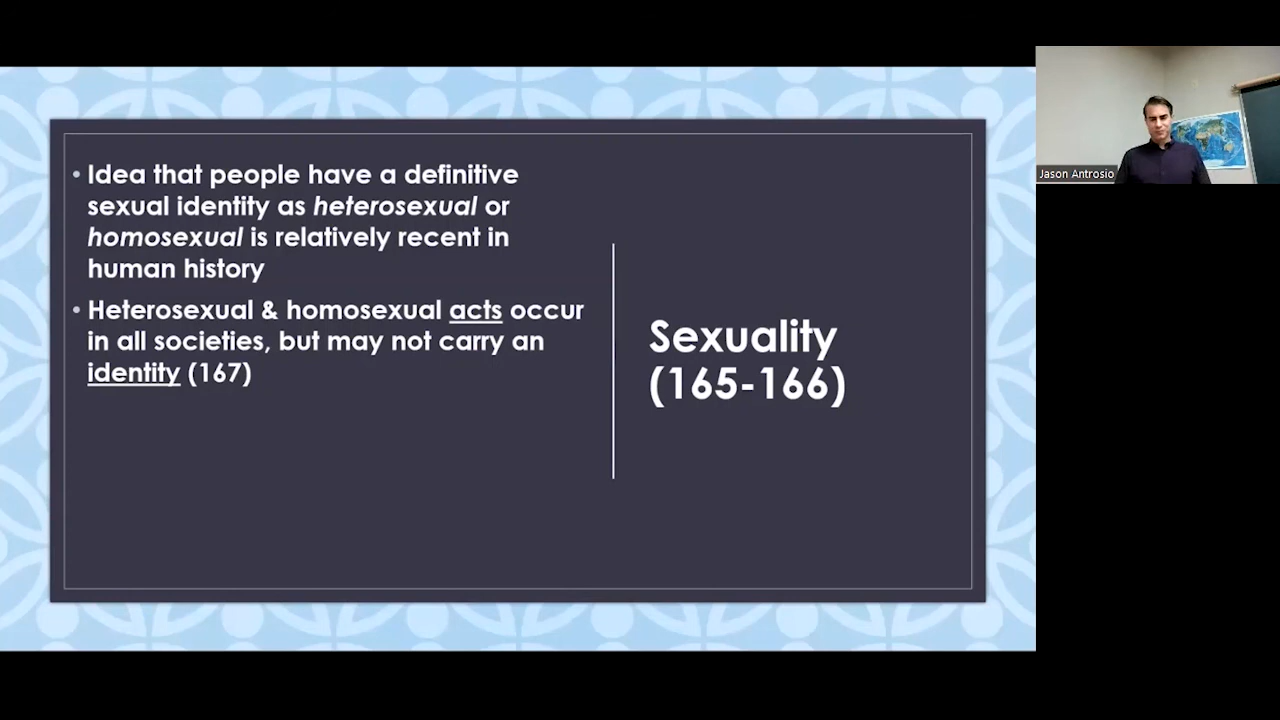 • Idea that people have a definitive
sexual identity as heterosexual or
homosexual is relatively recent in
human history
• Heterosexual & homosexual acts occur
in all societies, but may not carry an
identity (167)
Sexuality
(165-166)
Jason Antrosio